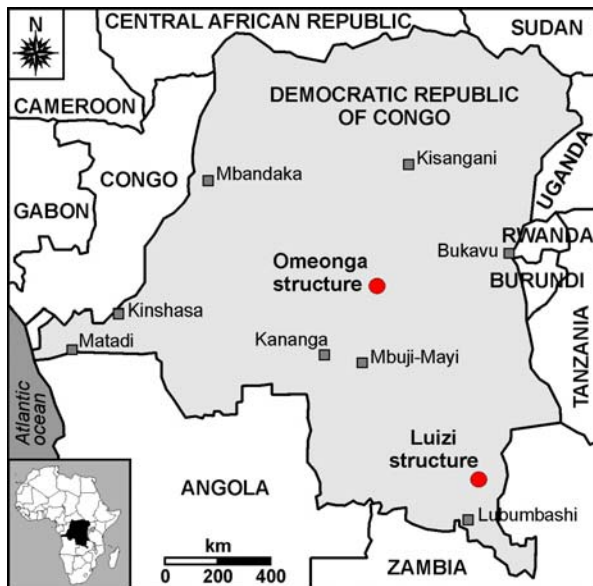 CENTRAL AFRICAN REPUBLIC
SUDAN
N
CAMEROON
DEMOCRATIC REPUBLIC
OF CONGO
CONGO
Mbandaka
Kisangani
UGANDA
GABON
RWANDA
Bukavu
Omeonga
structure
BURUNDI
Kinshasa
Matadi
Kananga
Mbuji-Mayi
TANZANIA
Atlantic
ocean
Luizi
structure
ANGOLA
Lubumbashi
km
0 200 400
ZAMBIA